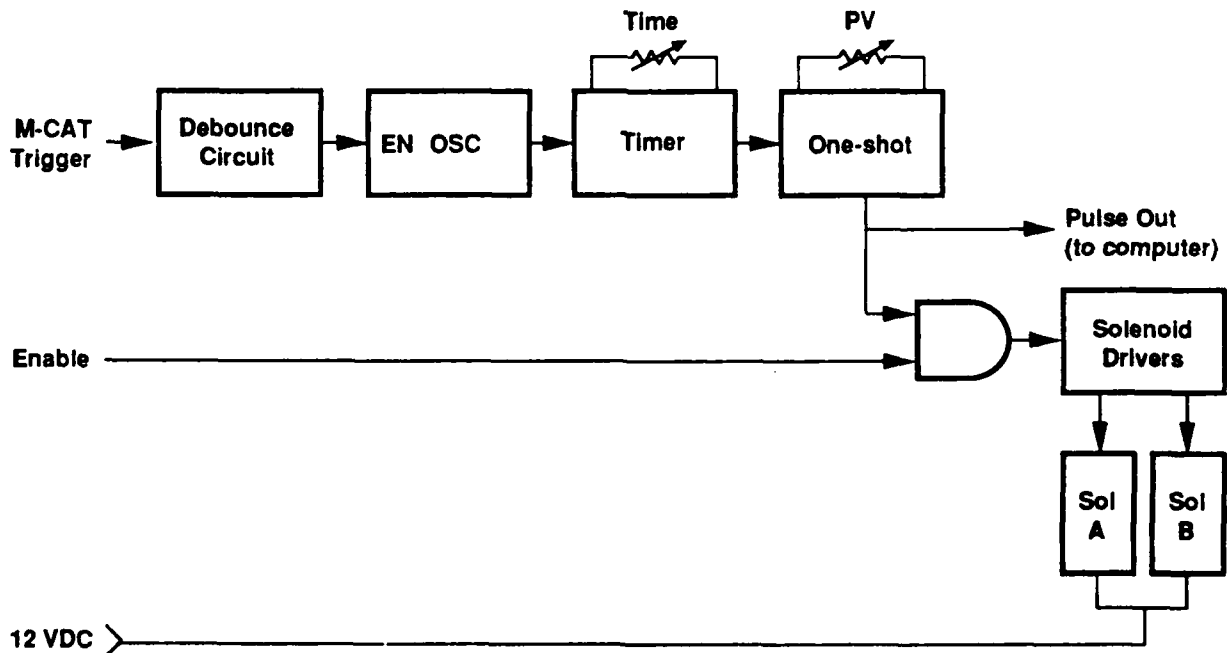 Time
PV
M-CAT
Trigger
Debounce
Circuit
EN OSC
Timer
One-shot
Pulse Out
(to computer)
Enable
Solenoid
Drivers
Sol
A
Sol
B
12 VDC